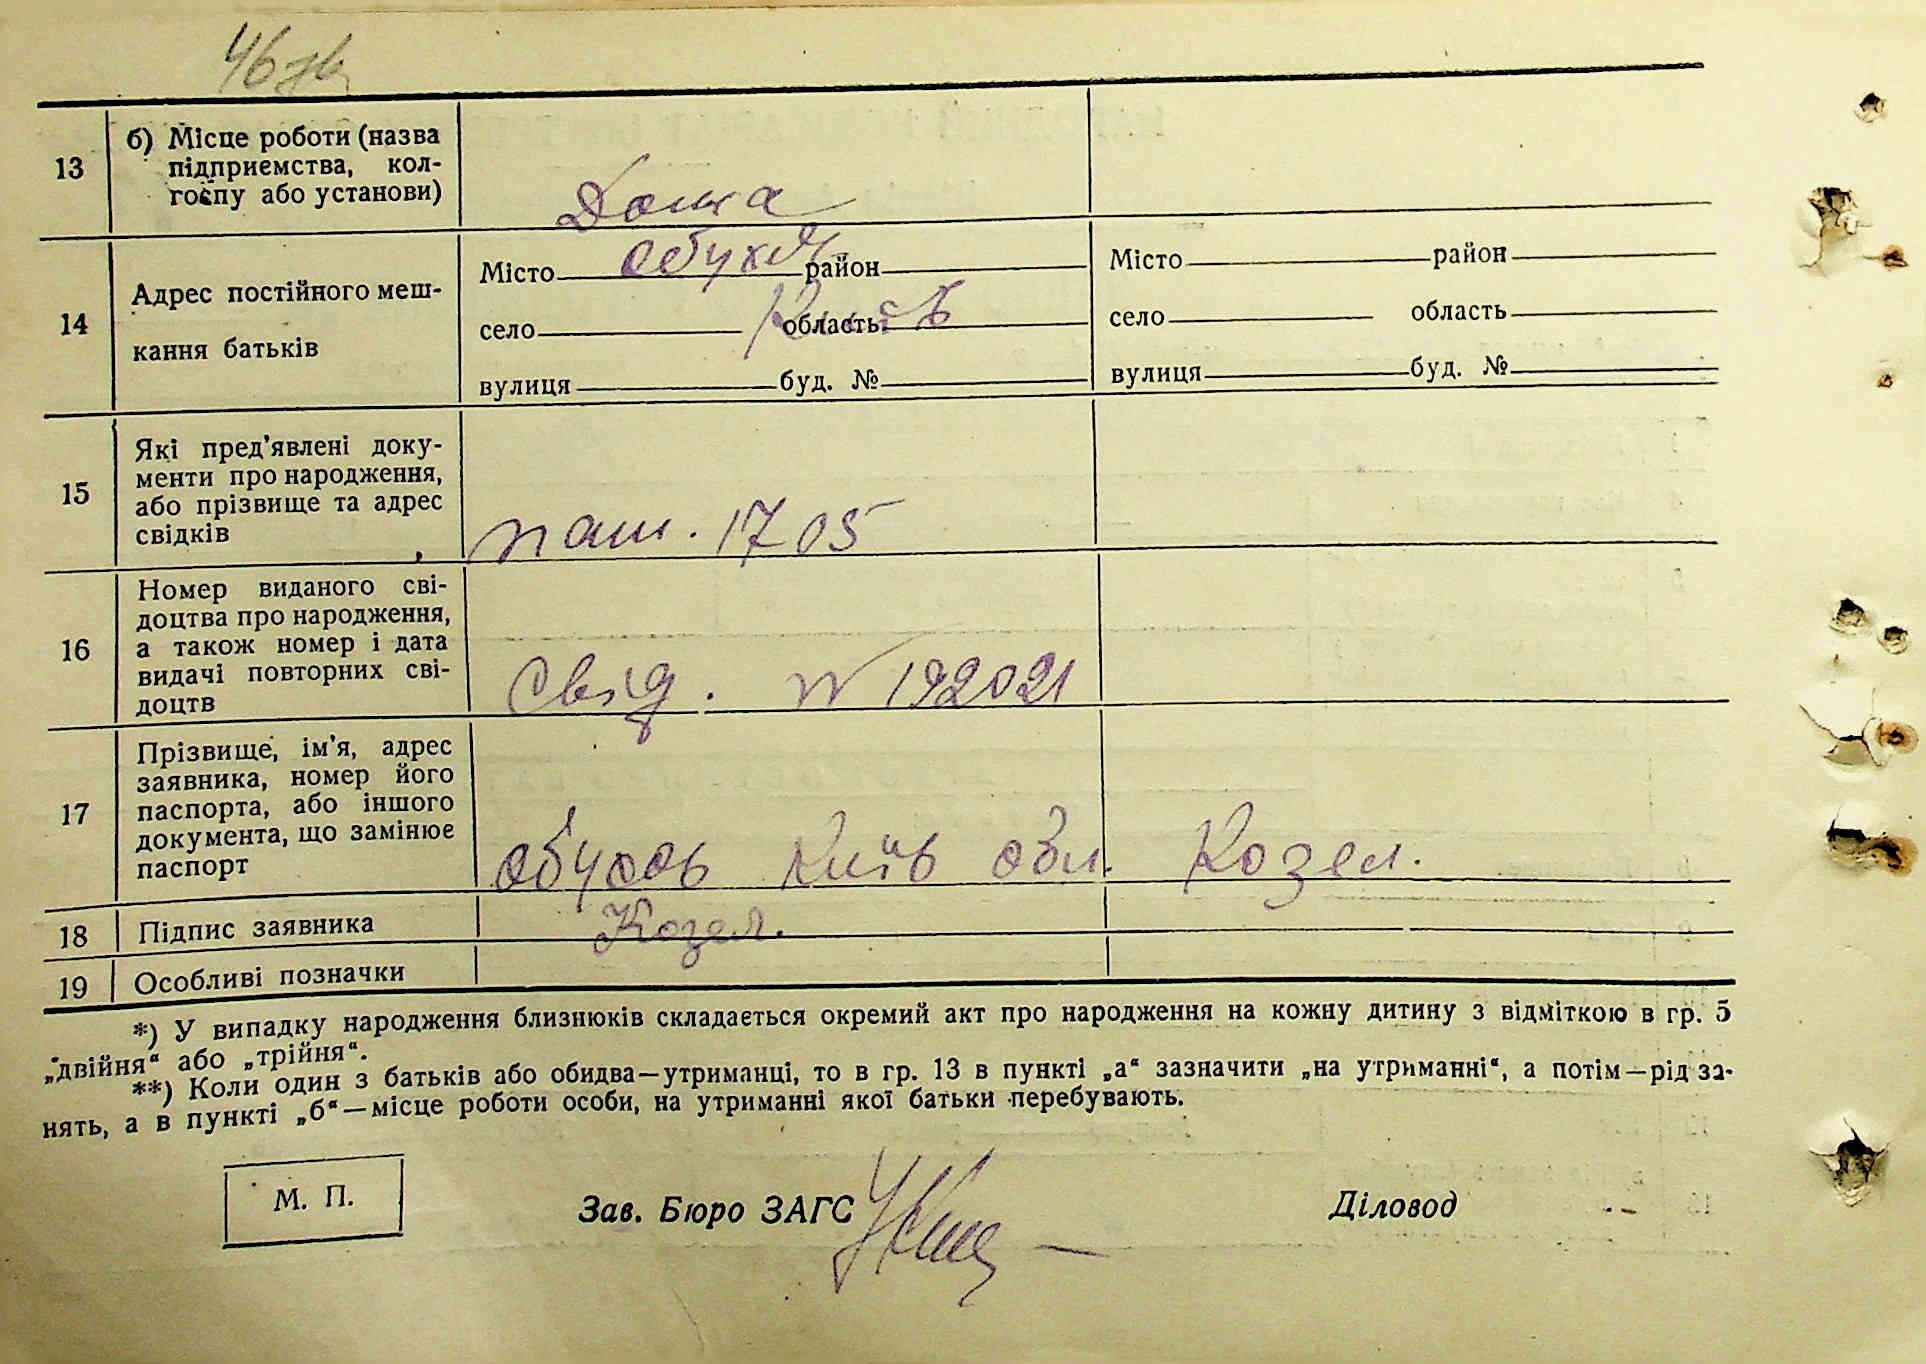 46 зв
13
б) Місце роботи (назва
підприємства, кол-
госпу або установи)
Дома
14
Адрес постійного меш-
кання батьків
Місто Обухів район
село область Київ
вулиця буд. №
Місто район
село область
вулиця буд. №
15
Які пред'явлені доку-
менти про народження,
або прізвище та адрес
свідків
паш. 1705
16
Номер виданого сві-
доцтва про народження,
а також номер і дата
видачі повторних сві-
доцтв
Свід. № 192021
17
Прізвище, ім'я, адрес
заявника, номер його
паспорта, або іншого
документа, що замінює
паспорт
Обухов Київ обл. Козел.
18
Підпис заявника
Козел.
19
Особливі позначки
*) У випадку народження близнюків складається окремий акт про народження на кожну дитину з відміткою в гр. 5
„двійня“ або „трійня“.
**) Коли один з батьків або обидва—утриманці, то в гр. 13 в пункті „а“ зазначити „на утриманні“, а потім—рід за-
нять, а в пункті „б“—місце роботи особи, на утриманні якої батьки перебувають.
М. П.
Зав. Бюро ЗАГС
Діловод